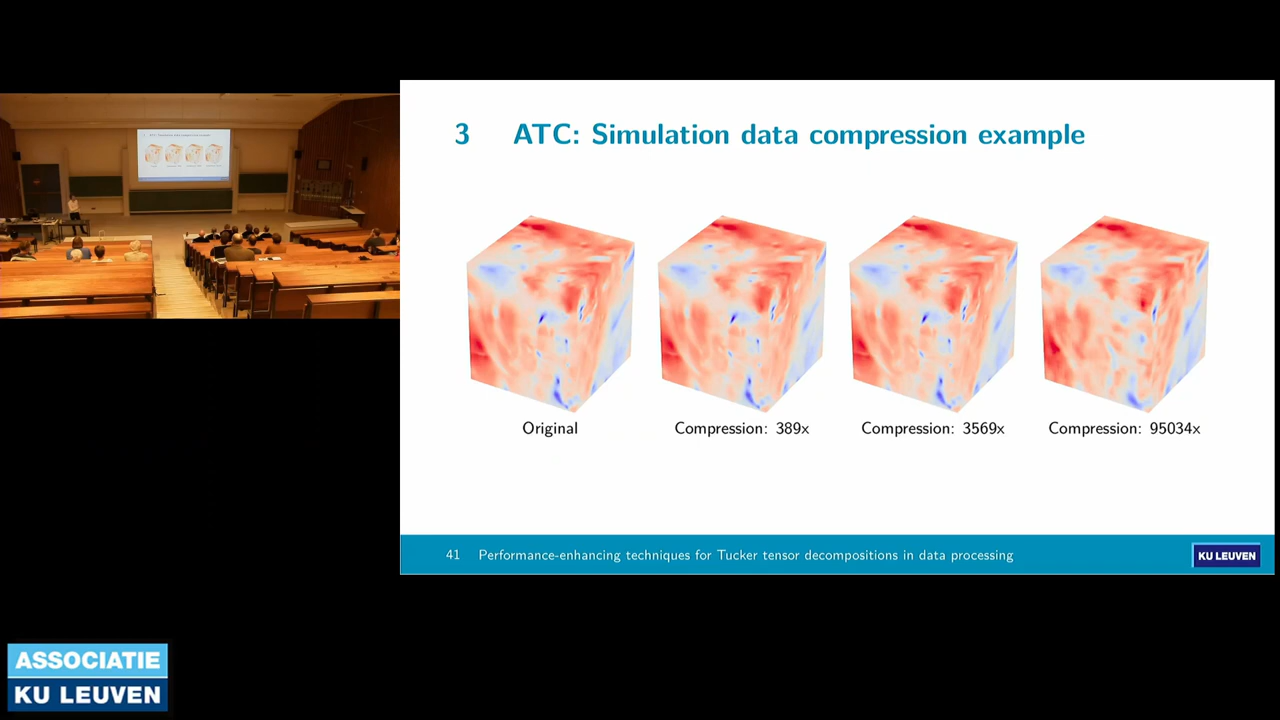 3 ATC: Simulation data compression example
Original
Compression: 389x
Compression: 3569x
Compression: 95034x
41 Performance-enhancing techniques for Tucker tensor decompositions in data processing
KU LEUVEN
ASSOCIATIE
KU LEUVEN